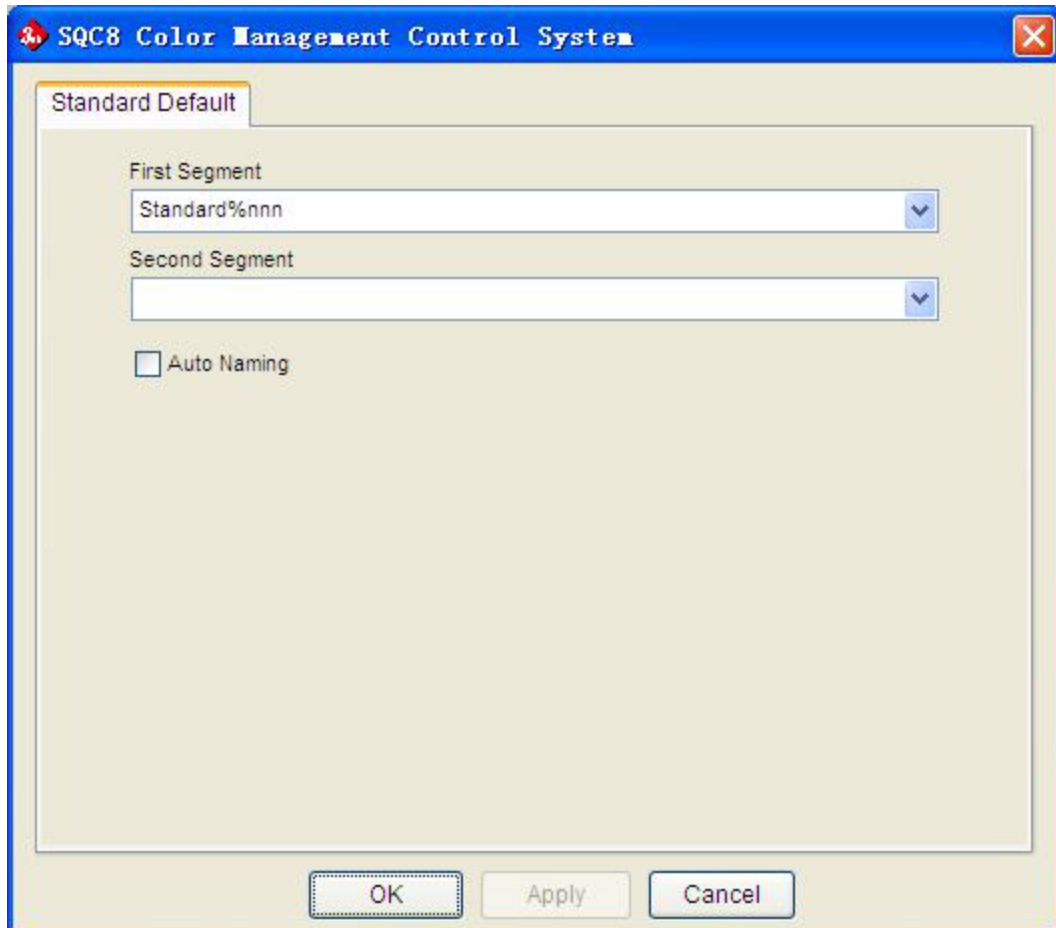 SQC8 Color Management Control System
Standard Default
First Segment
Standard%nnn
Second Segment
Auto Naming
OK Apply Cancel